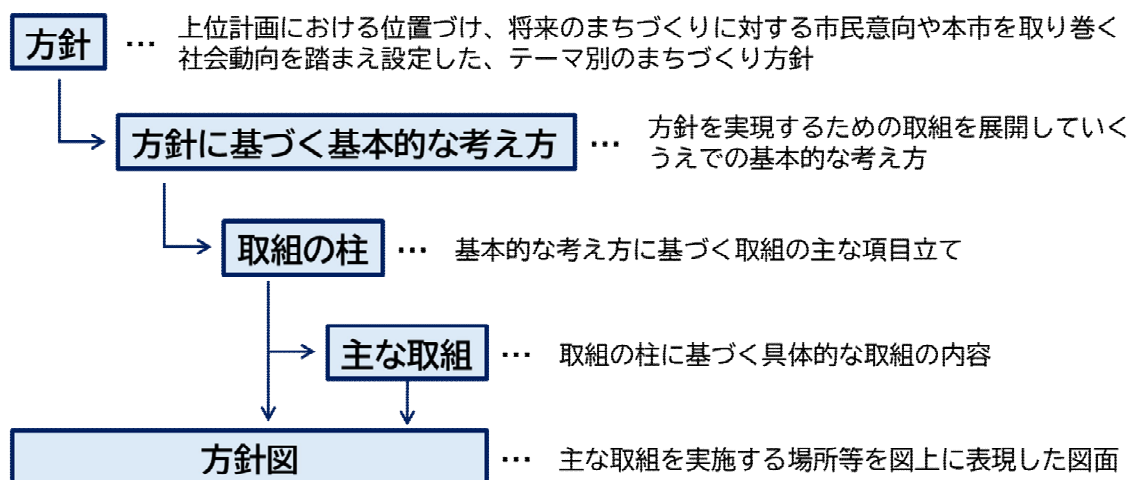 方針 … 上位計画における位置づけ、将来のまちづくりに対する市民意向や本市を取り巻く
社会動向を踏まえ設定した、テーマ別のまちづくり方針
方針に基づく基本的な考え方 … 方針を実現するための取組を展開していく
うえでの基本的な考え方
取組の柱 … 基本的な考え方に基づく取組の主な項目立て
主な取組 … 取組の柱に基づく具体的な取組の内容
方針図 … 主な取組を実施する場所等を図上に表現した図面